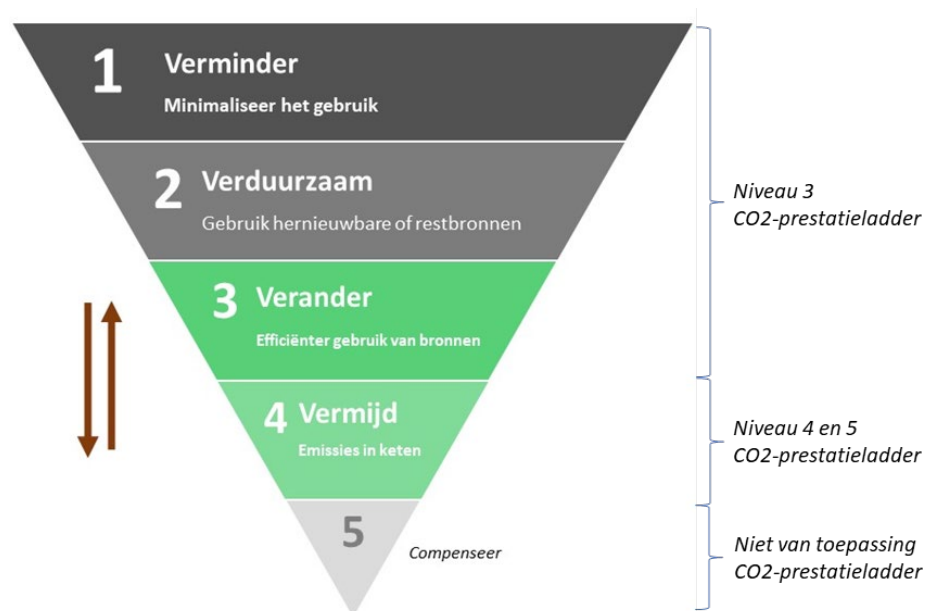 1
Verminder
Minimaliseer het gebruik
2
Verduurzaam
Gebruik hernieuwbare of restbronnen
3
Verander
Efficiënter gebruik van bronnen
4
Vermijd
Emissies in keten
5
Compenseer
Niveau 3
CO2-prestatieladder
Niveau 4 en 5
CO2-prestatieladder
Niet van toepassing
CO2-prestatieladder